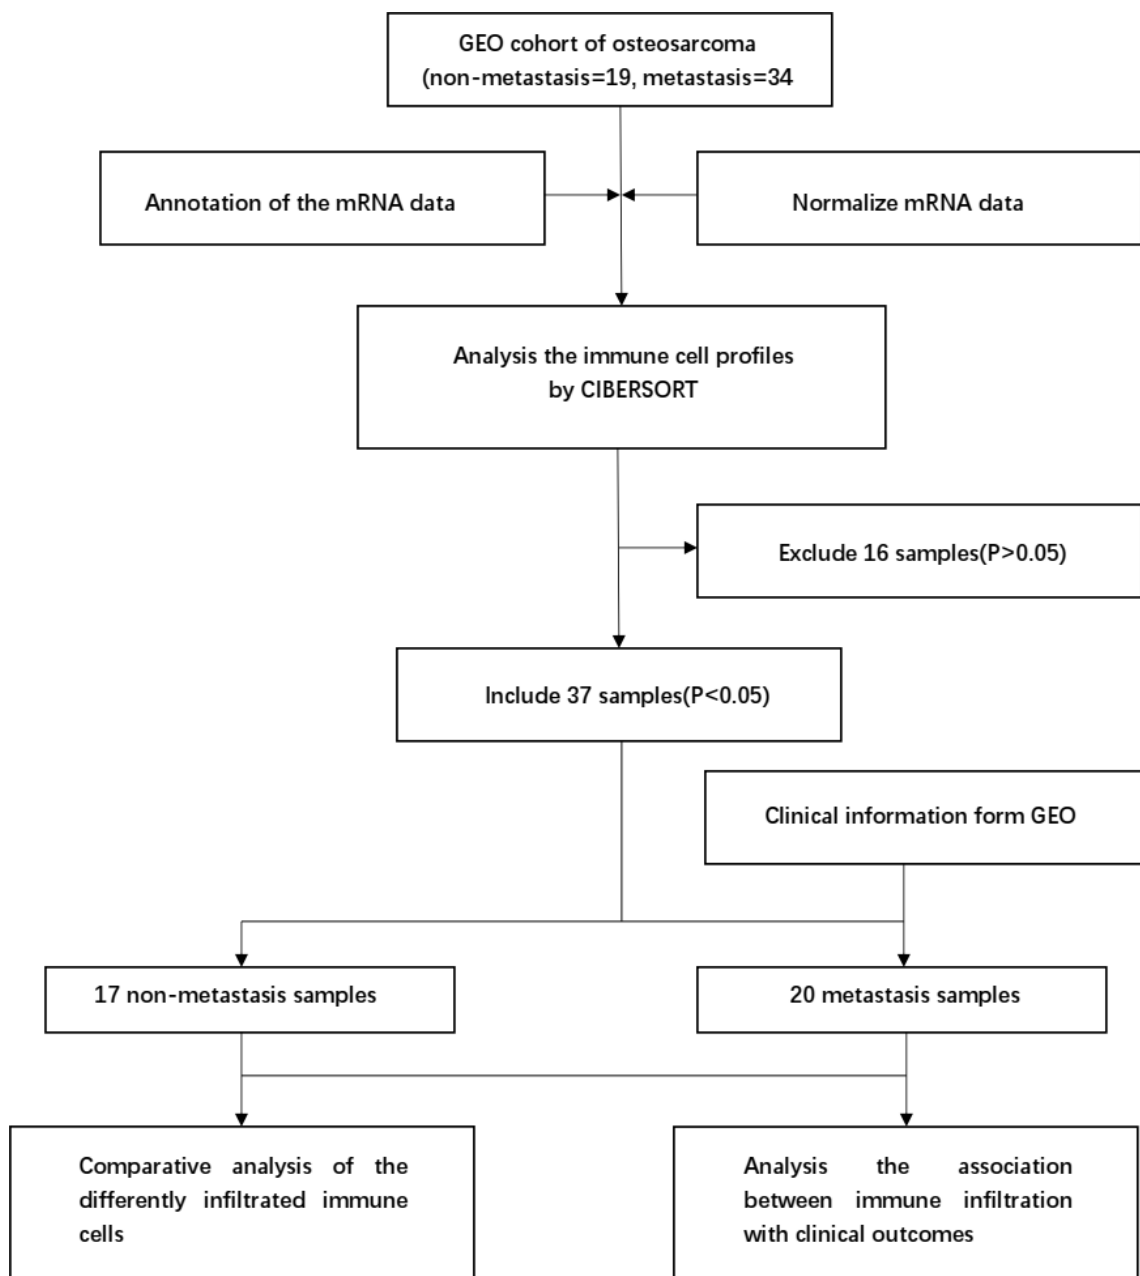 GEO cohort of osteosarcoma
(non-metastasis=19, metastasis=34
Annotation of the mRNA data
Normalize mRNA data
Analysis the immune cell profiles
by CIBERSORT
Exclude 16 samples(P>0.05)
Include 37 samples(P<0.05)
Clinical information form GEO
17 non-metastasis samples
20 metastasis samples
Comparative analysis of the
differently infiltrated immune
cells
Analysis the association
between immune infiltration
with clinical outcomes